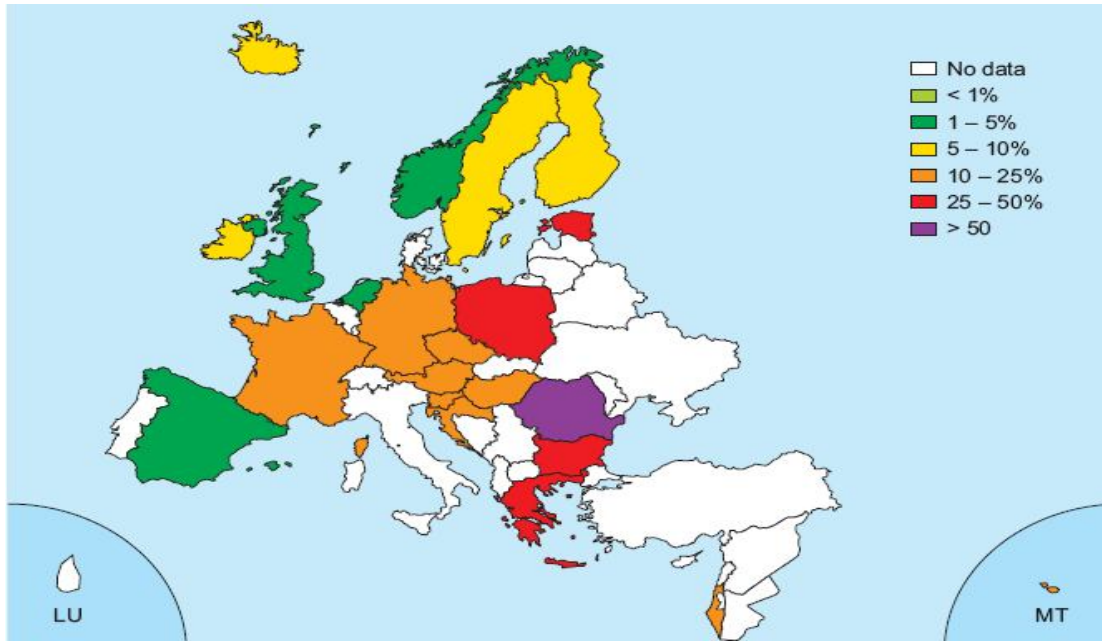 No data
< 1%
1 – 5%
5 – 10%
10 – 25%
25 – 50%
> 50
LU
MT